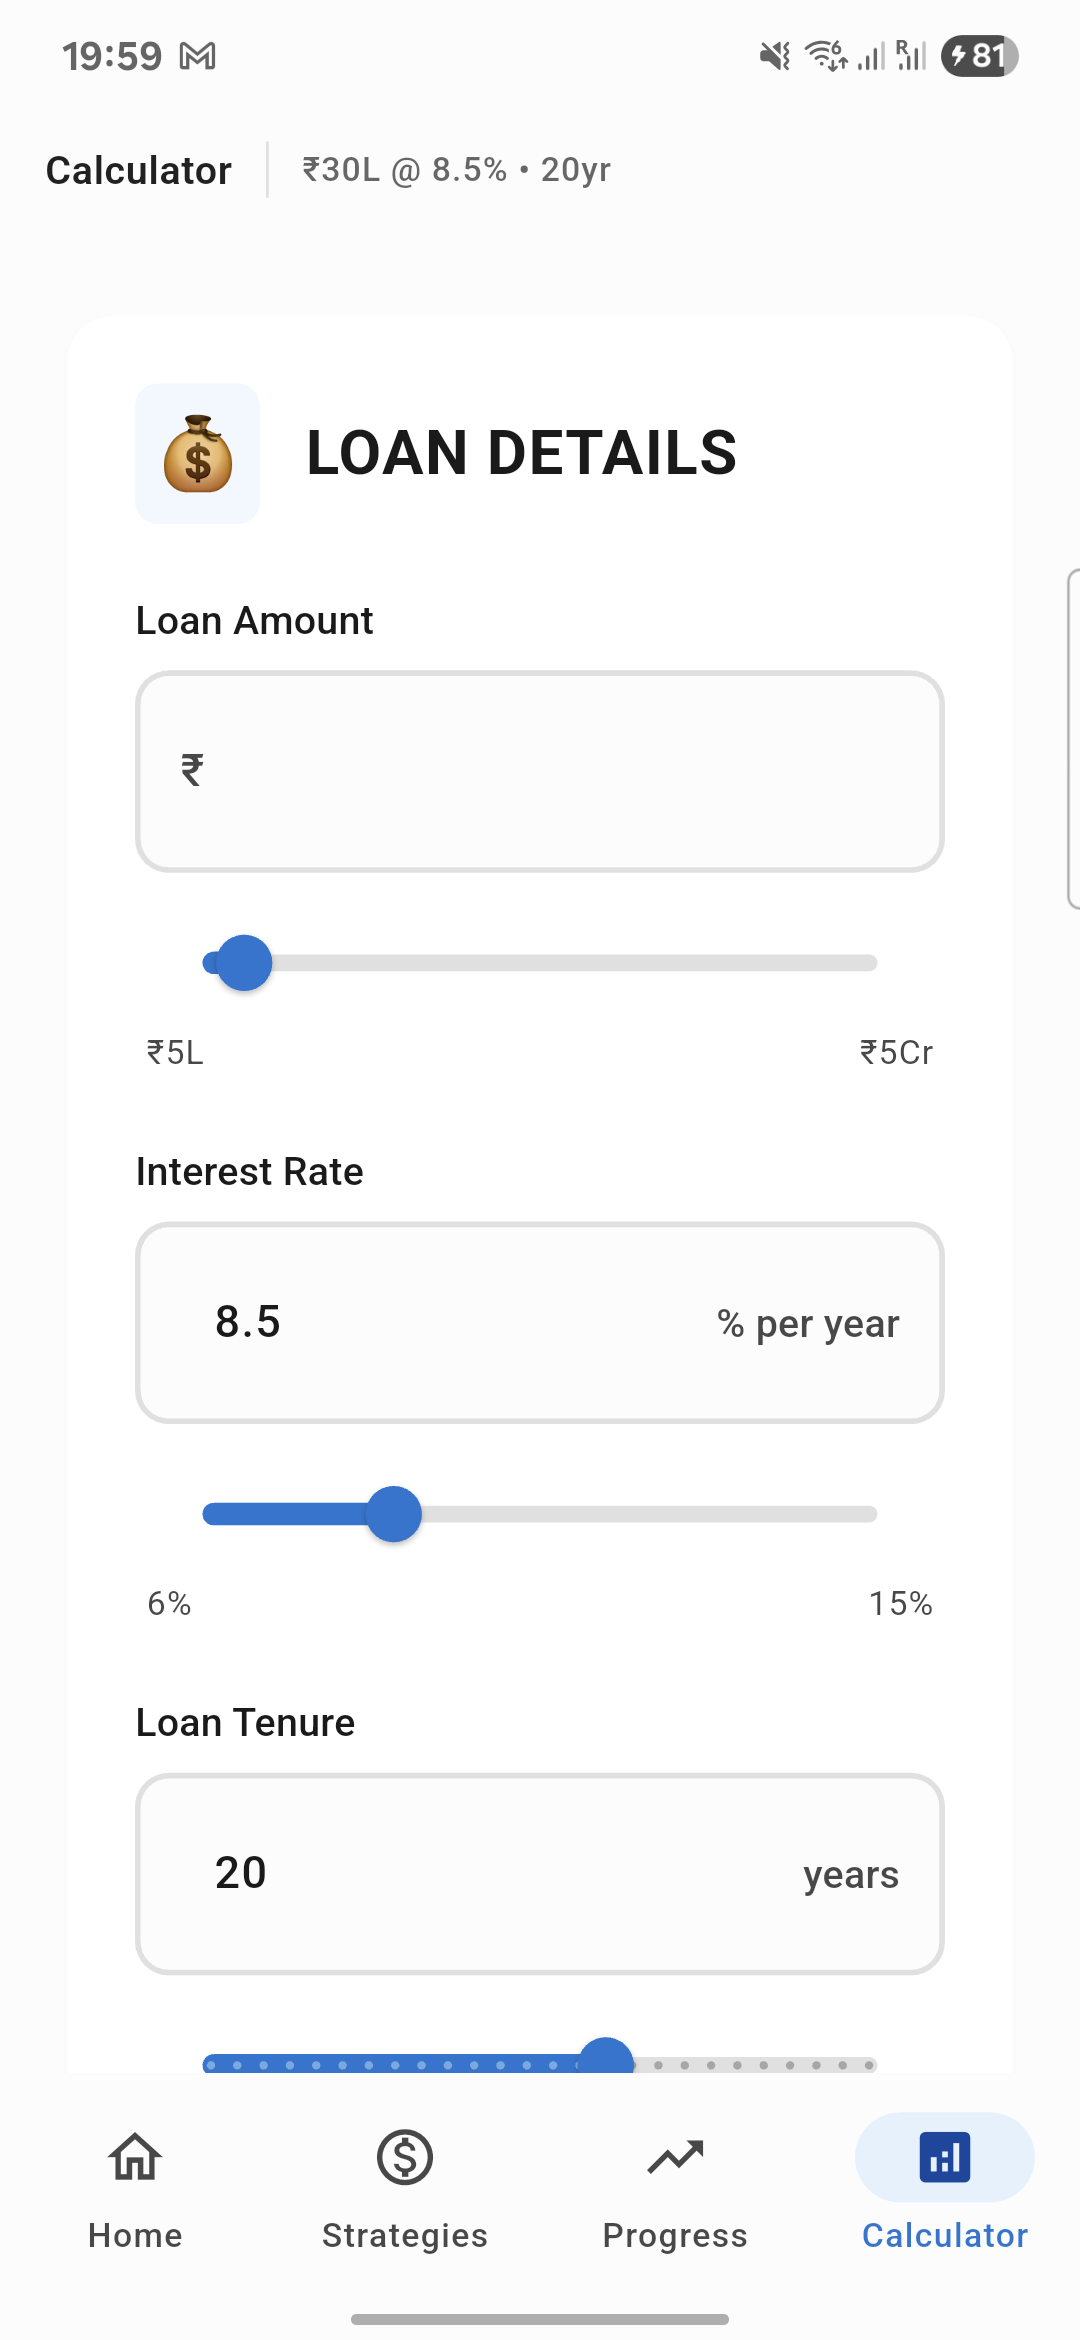 19:59
6 R 81
Calculator ₹30L @ 8.5% • 20yr
$ LOAN DETAILS
Loan Amount
₹
₹5L ₹5Cr
Interest Rate
8.5 % per year
6% 15%
Loan Tenure
20 years
Home Strategies Progress Calculator